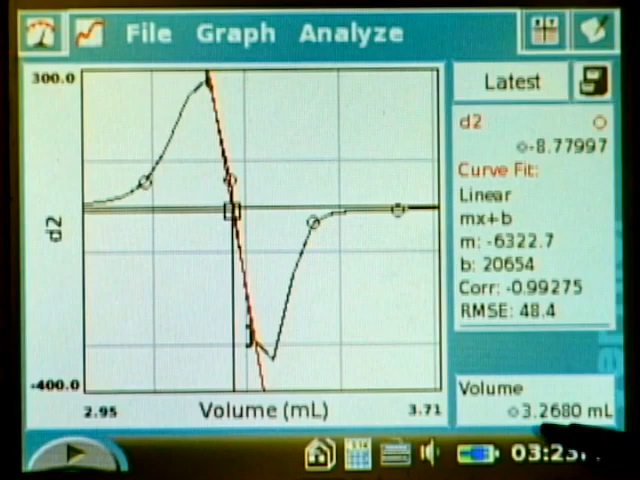 File Graph Analyze
300.0
d2
-400.0
2.95
Volume (mL)
3.71
Latest
d2
-8.77997
Curve Fit:
Linear
mx+b
m: -6322.7
b: 20654
Corr: -0.99275
RMSE: 48.4
Volume
3.2680 mL